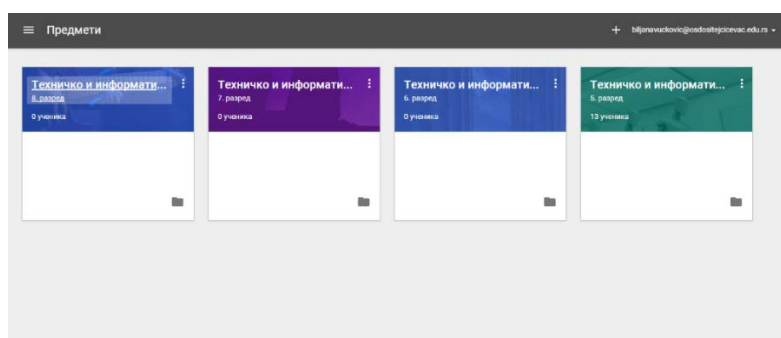 Предмети
biljanavuckovic@osdositejcicevac.edu.rs
Техничко и информати...
8. разред
0 ученика
Техничко и информати...
7. разред
0 ученика
Техничко и информати...
6. разред
0 ученика
Техничко и информати...
5. разред
13 ученика